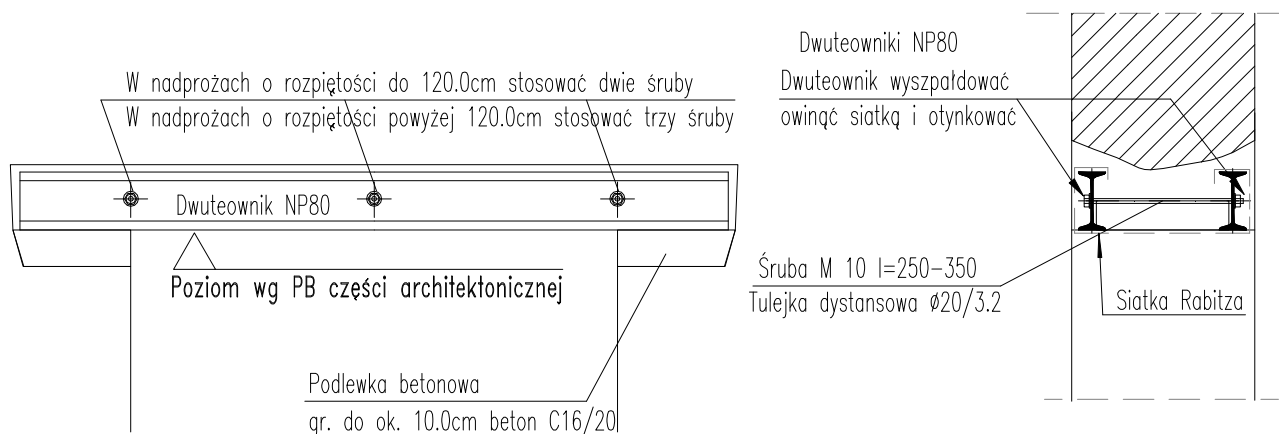 W nadprożach o rozpiętości do 120.0cm stosować dwie śruby
W nadprożach o rozpiętości powyżej 120.0cm stosować trzy śruby
Dwuteownik NP80
Poziom wg PB części architektonicznej
Podlewka betonowa
gr. do ok. 10.0cm beton C16/20
Dwuteowniki NP80
Dwuteownik wyszpałdować
owinąć siatką i otynkować
Śruba M 10 l=250-350
Tulejka dystansowa Ø20/3.2
Siatka Rabitza